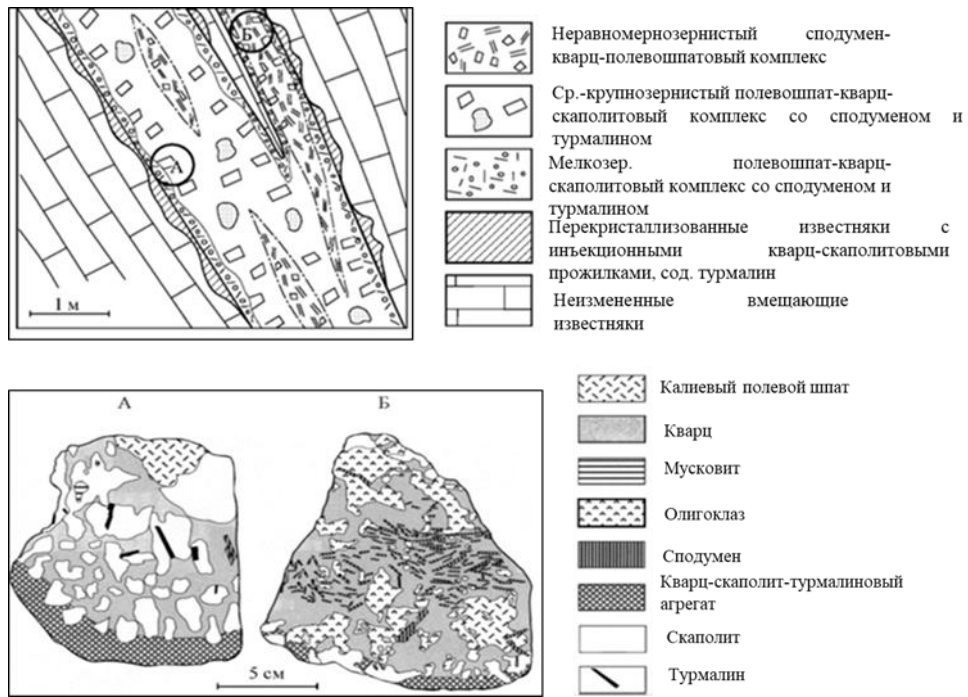 Б
А
1 м
Неравномернозернистый сподумен-
кварц-полевошпатовый комплекс
Ср.-крупнозернистый полевошпат-кварц-
скаполитовый комплекс со сподуменом и
турмалином
Мелкозер. полевошпат-кварц-
скаполитовый комплекс со сподуменом и
турмалином
Перекристаллизованные известняки с
инъекционными кварц-скаполитовыми
прожилками, сод. турмалин
Неизмененные вмещающие
известняки
А Б
5 см
Калиевый полевой шпат
Кварц
Мусковит
Олигоклаз
Сподумен
Кварц-скаполит-турмалиновый
агрегат
Скаполит
Турмалин